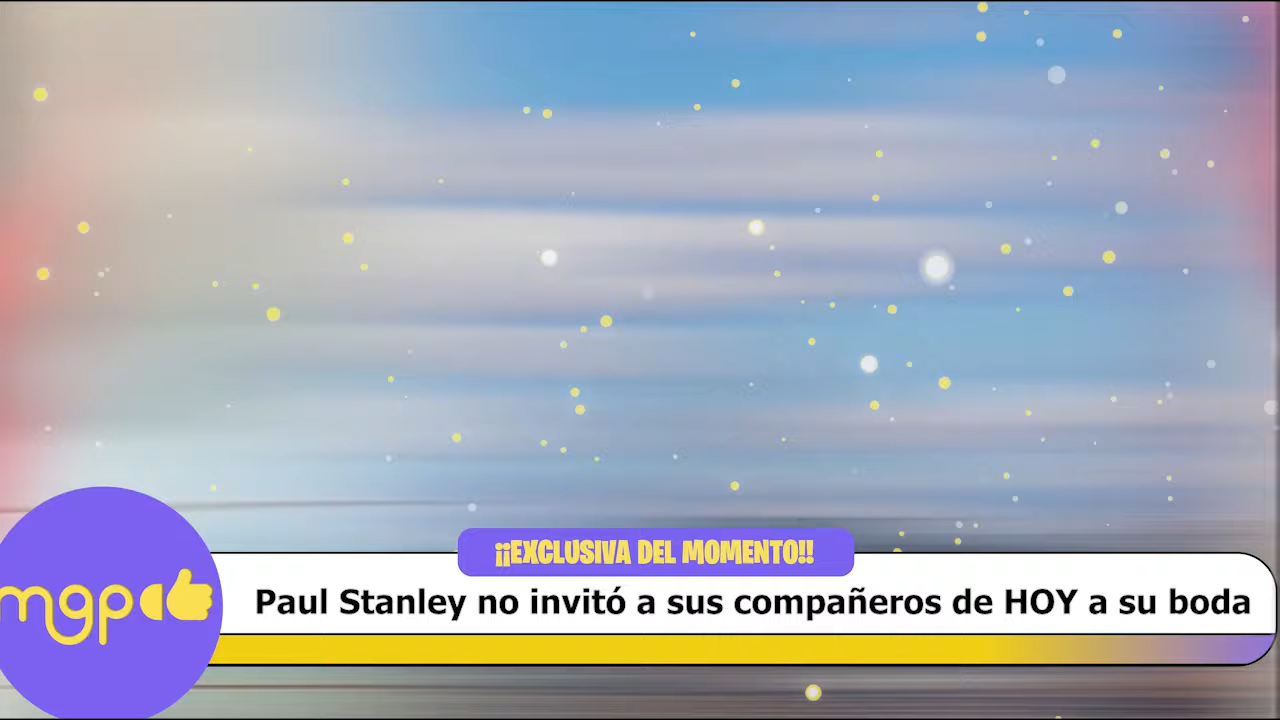 ¡¡EXCLUSIVA DEL MOMENTO!!
mgp
Paul Stanley no invitó a sus compañeros de HOY a su boda